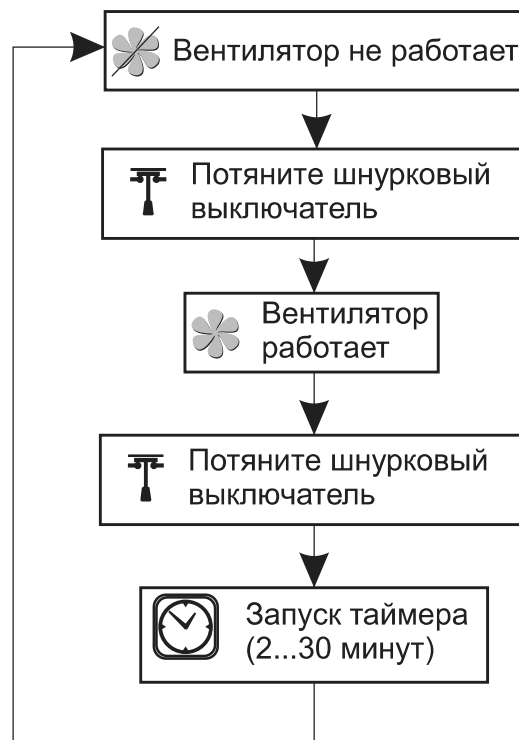 Вентилятор не работает
Потяните шнурковый
выключатель
Вентилятор
работает
Потяните шнурковый
выключатель
Запуск таймера
(2...30 минут)